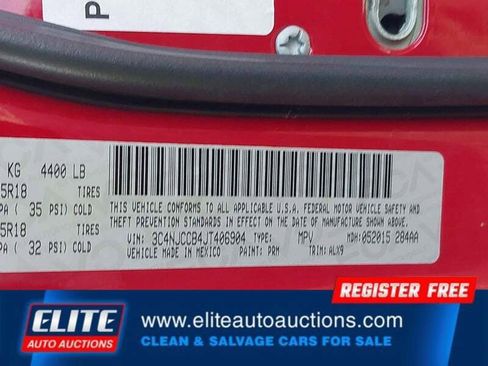 P
KG 4400 LB
5R18 TIRES
PA ( 35 PSI) COLD
5R18 TIRES
PA ( 32 PSI) COLD
THIS VEHICLE CONFORMS TO ALL APPLICABLE U.S.A. FEDERAL MOTOR VEHICLE SAFETY
AND THEFT PREVENTION STANDARDS IN EFFECT ON THE DATE OF MANUFACTURE SHOWN ABOVE.
VIN: 3C4NJCCB4JT406904 TYPE: MPV MDH: 052015 284AA
VEHICLE MADE IN MEXICO PAINT: PRM TRIM: ALX9
REGISTER FREE!
ELITE
AUTO AUCTIONS
www.eliteautoauctions.com
CLEAN & SALVAGE CARS FOR SALE